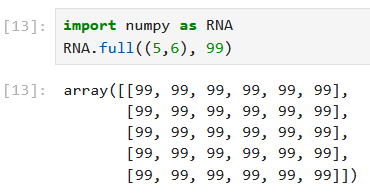 [13]: import numpy as RNA
RNA.full((5,6), 99)
[13]: array([[99, 99, 99, 99, 99, 99],
[99, 99, 99, 99, 99, 99],
[99, 99, 99, 99, 99, 99],
[99, 99, 99, 99, 99, 99],
[99, 99, 99, 99, 99, 99]])